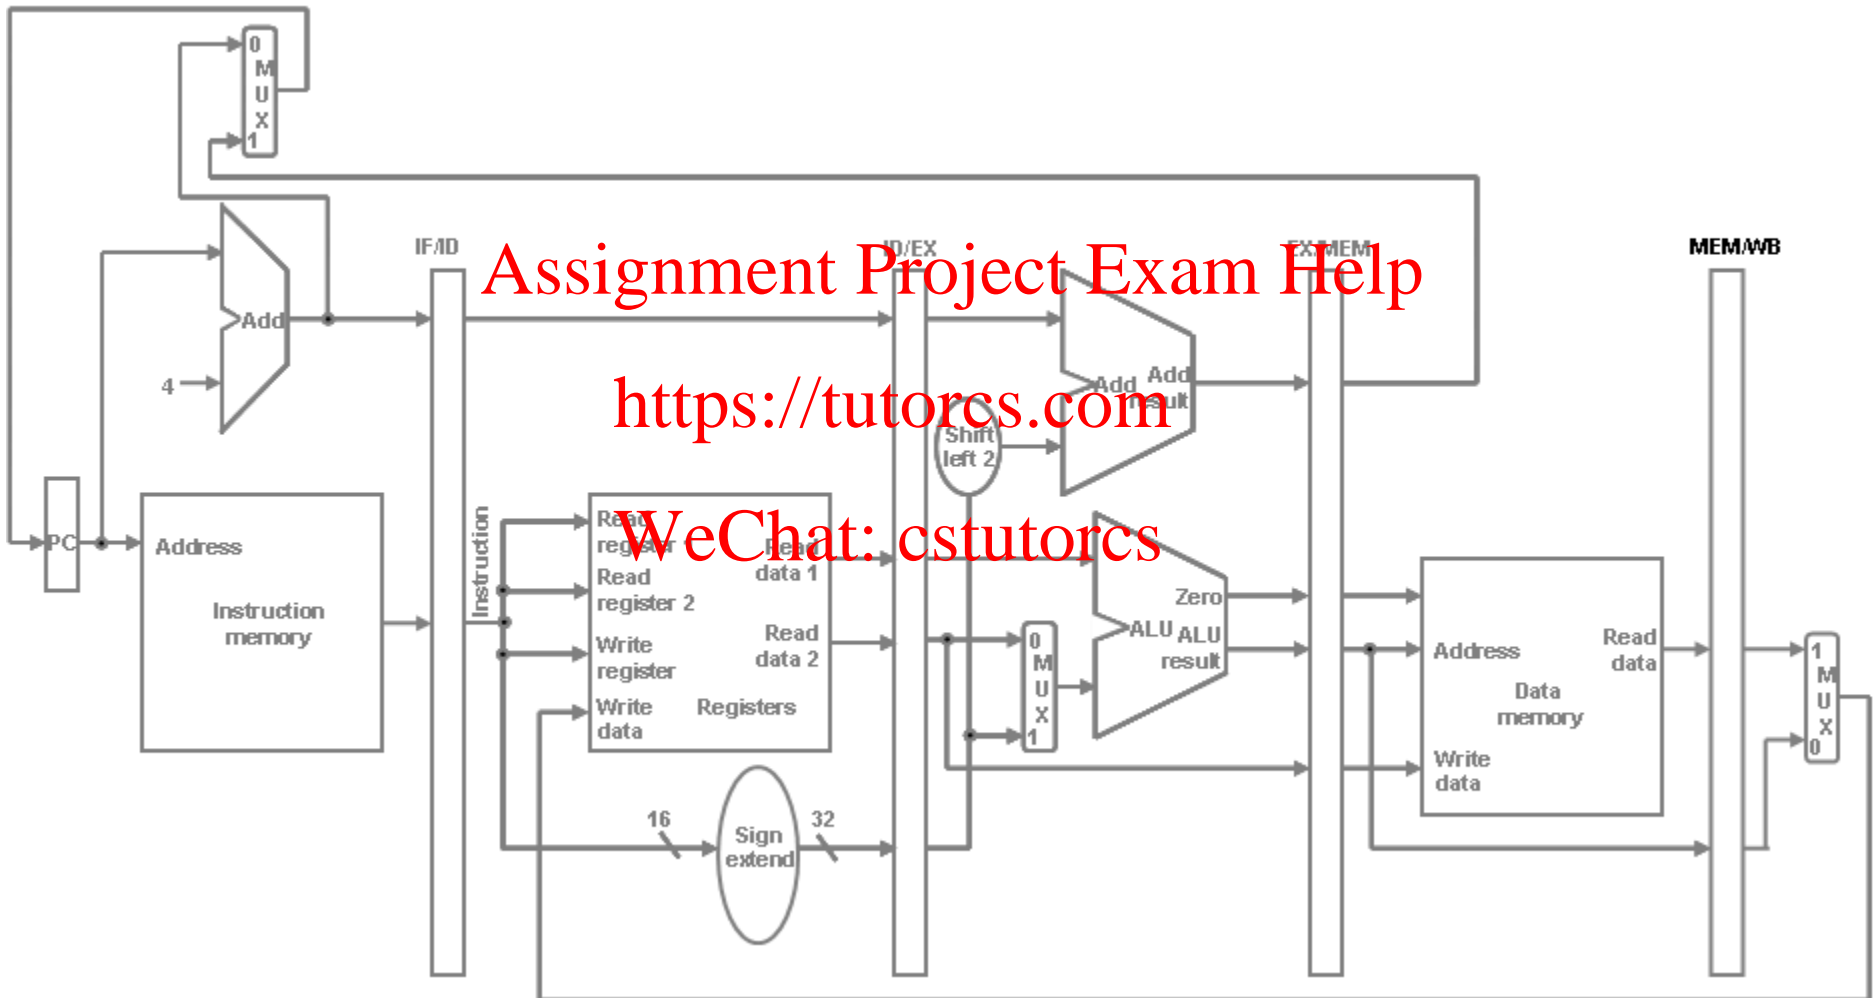 0
M
U
X
1
IF/ID
ID/EX
EX/MEM
MEM/WB
Assignment Project Exam Help
Add
4
Add
Add
result
https://tutorcs.com
Shift
left 2
PC
Address
Instruction
memory
Instruction
Read
register 1
Read
data 1
WeChat: cstutorcs
Read
register 2
Write
register
Read
data 2
Write
data
Registers
0
M
U
X
1
Zero
ALU
ALU
result
Address
Read
data
Data
memory
Write
data
1
M
U
X
0
16
Sign
extend
32